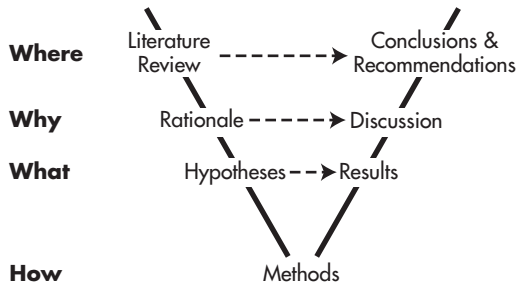 Where
Literature
Review
Conclusions &
Recommendations
Why
Rationale
Discussion
What
Hypotheses
Results
How
Methods